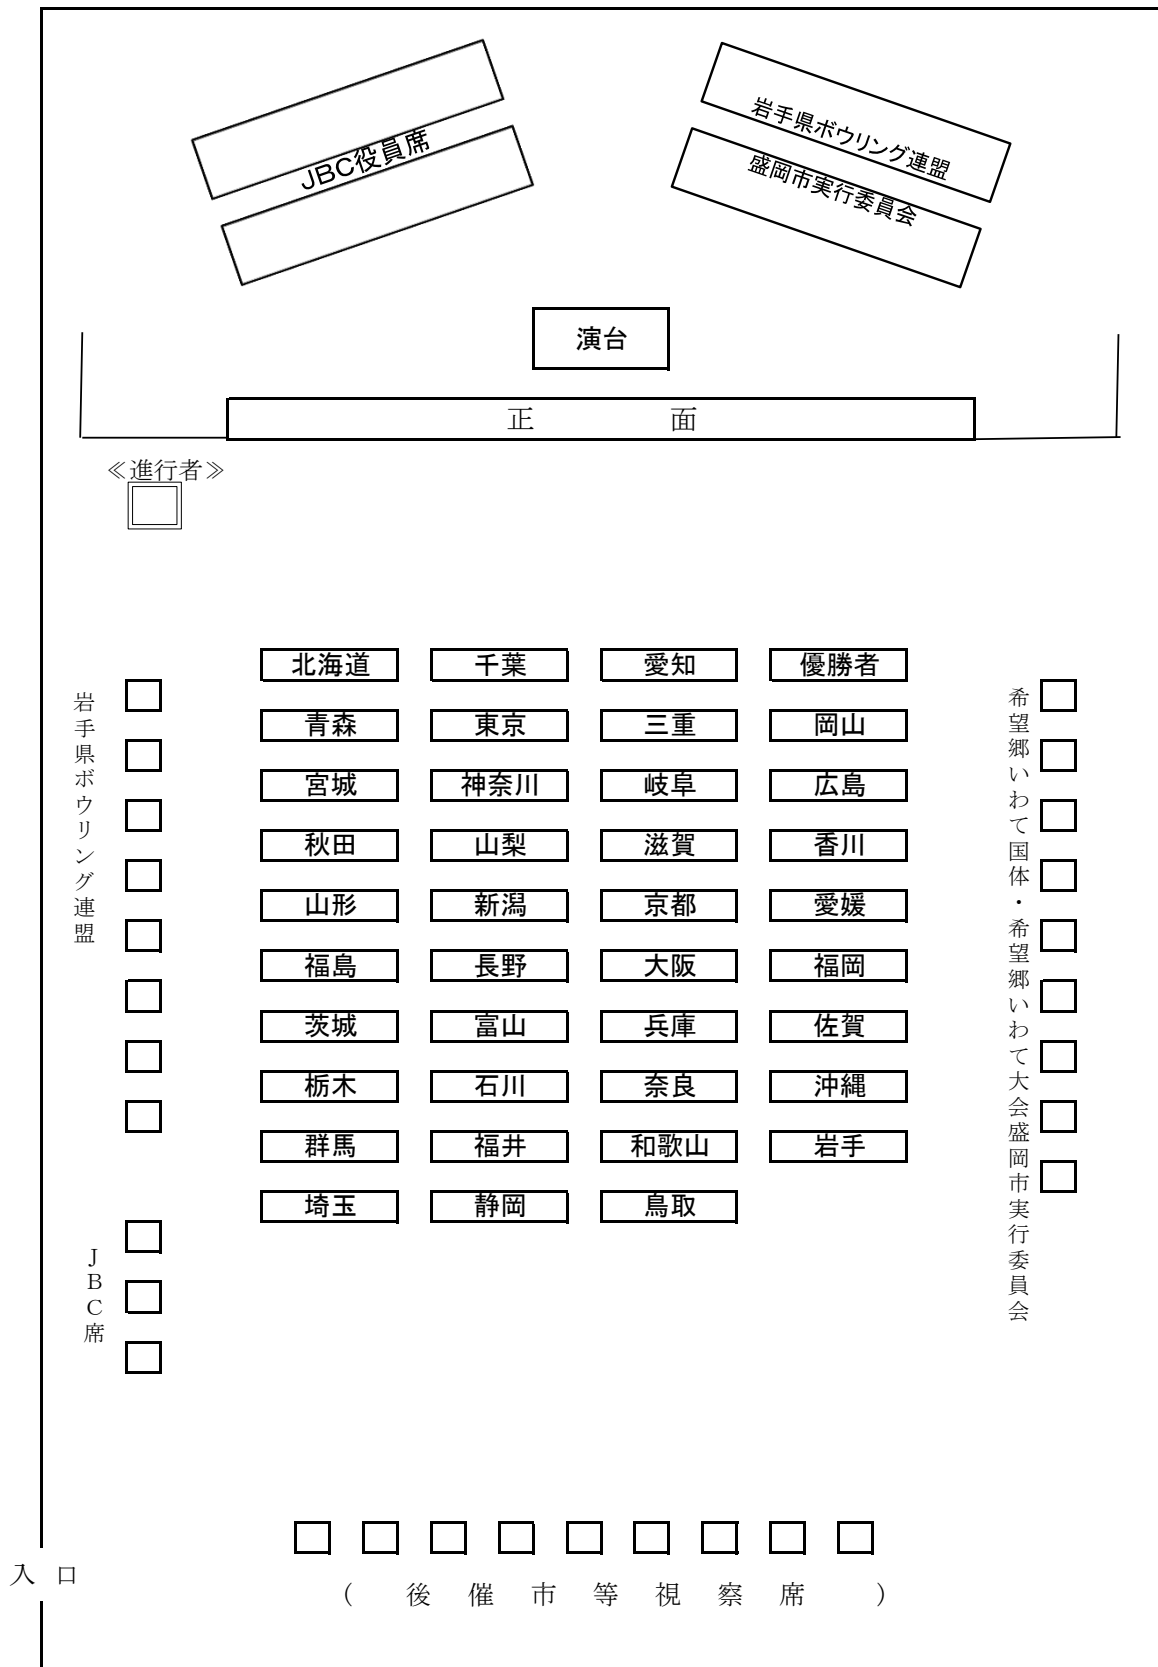 JBC役員席
岩手県ボウリング連盟
盛岡市実行委員会
演台
正 面
≪進行者≫
北海道 千葉 愛知 優勝者
青森 東京 三重 岡山
宮城 神奈川 岐阜 広島
秋田 山梨 滋賀 香川
山形 新潟 京都 愛媛
福島 長野 大阪 福岡
茨城 富山 兵庫 佐賀
栃木 石川 奈良 沖縄
群馬 福井 和歌山 岩手
埼玉 静岡 鳥取
岩手県ボウリング連盟
JBC席
希望郷いわて国体・希望郷いわて大会盛岡市実行委員会
入 口
( 後 催 市 等 視 察 席 )